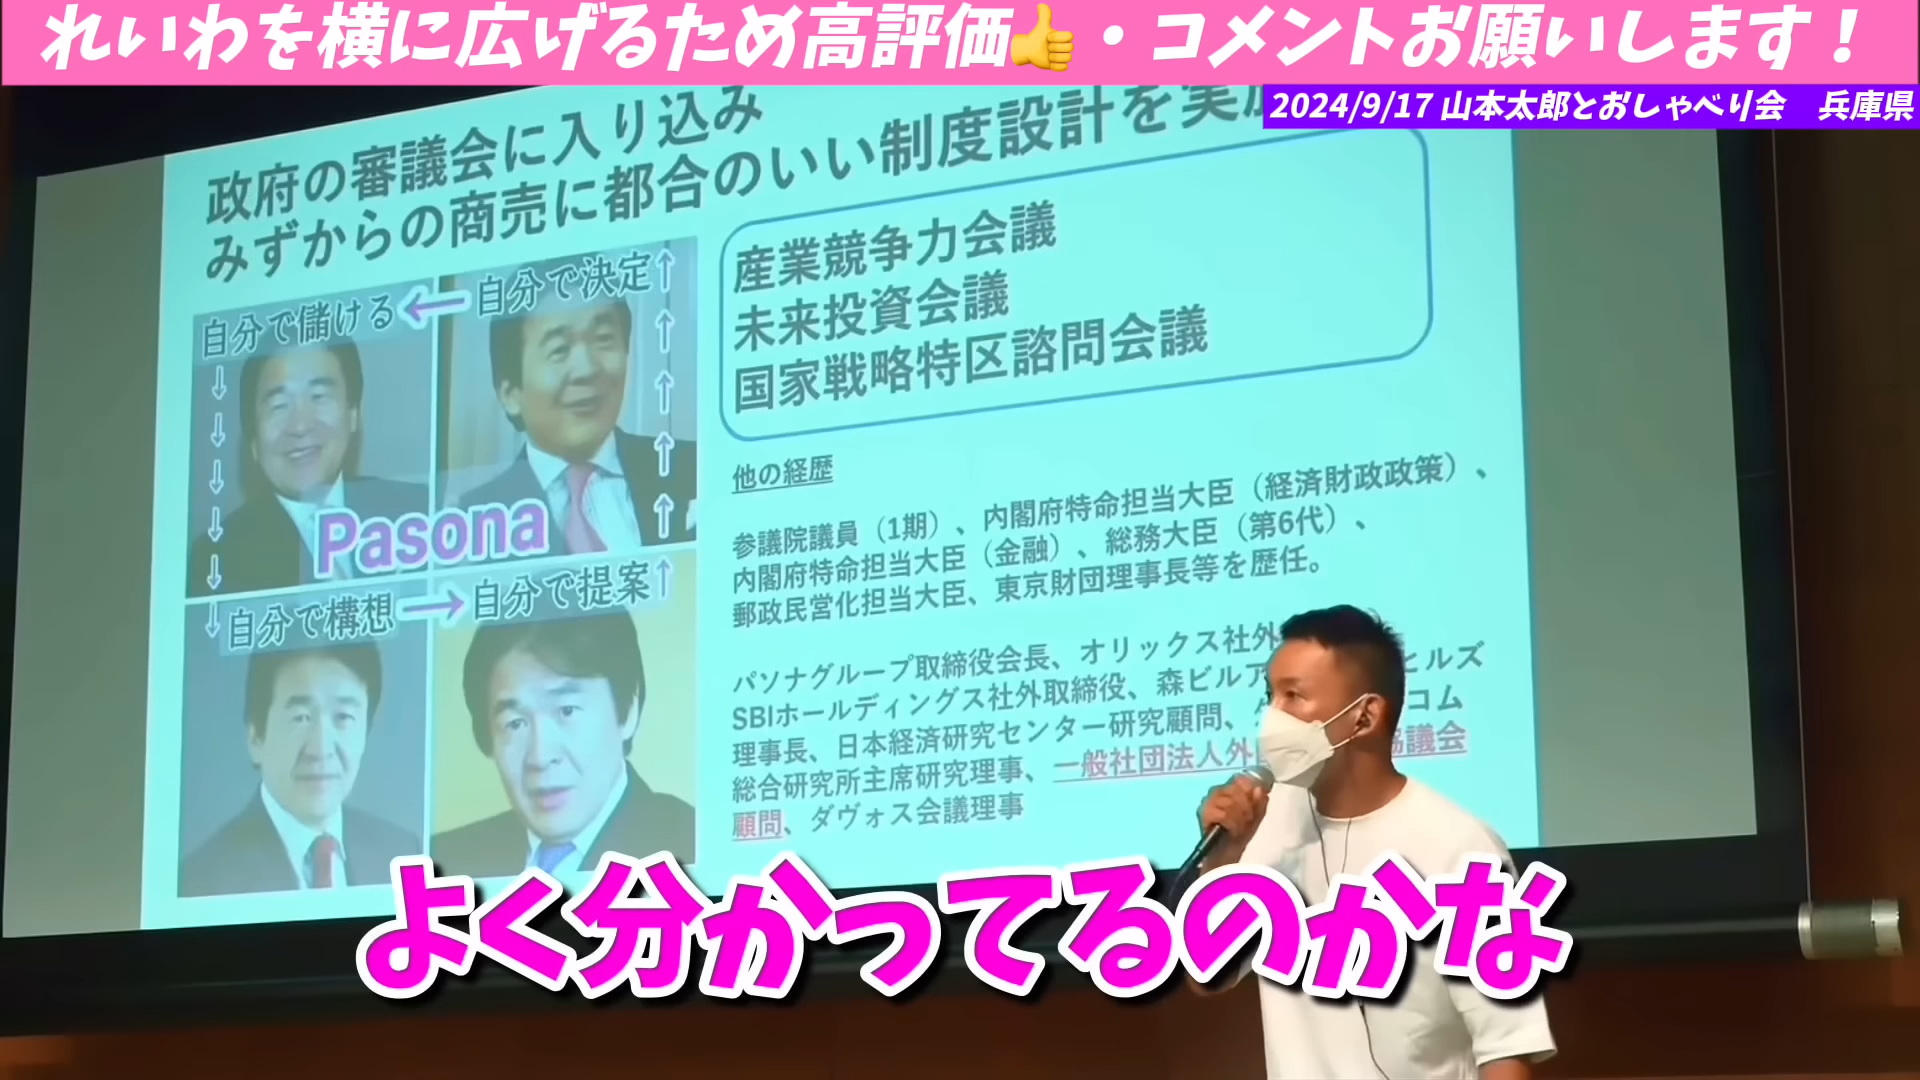 れいわを横に広げるため高評価👍・コメントお願いします！
2024/9/17 山本太郎とおしゃべり会　兵庫県
政府の審議会に入り込み
みずからの商売に都合のいい制度設計を実
自分で儲ける ← 自分で決定 ↑
Pasona
↓ 自分で構想 → 自分で提案 ↑
産業競争力会議
未来投資会議
国家戦略特区諮問会議
他の経歴
参議院議員（1期）、内閣府特命担当大臣（経済財政政策）、
内閣府特命担当大臣（金融）、総務大臣（第6代）、
郵政民営化担当大臣、東京財団理事長等を歴任。
パソナグループ取締役会長、オリックス社外
SBIホールディングス社外取締役、森ビルア ヒルズ
理事長、日本経済研究センター研究顧問、 コム
総合研究所主席研究理事、一般社団法人外 協議会
顧問、ダヴォス会議理事
よく分かってるのかな